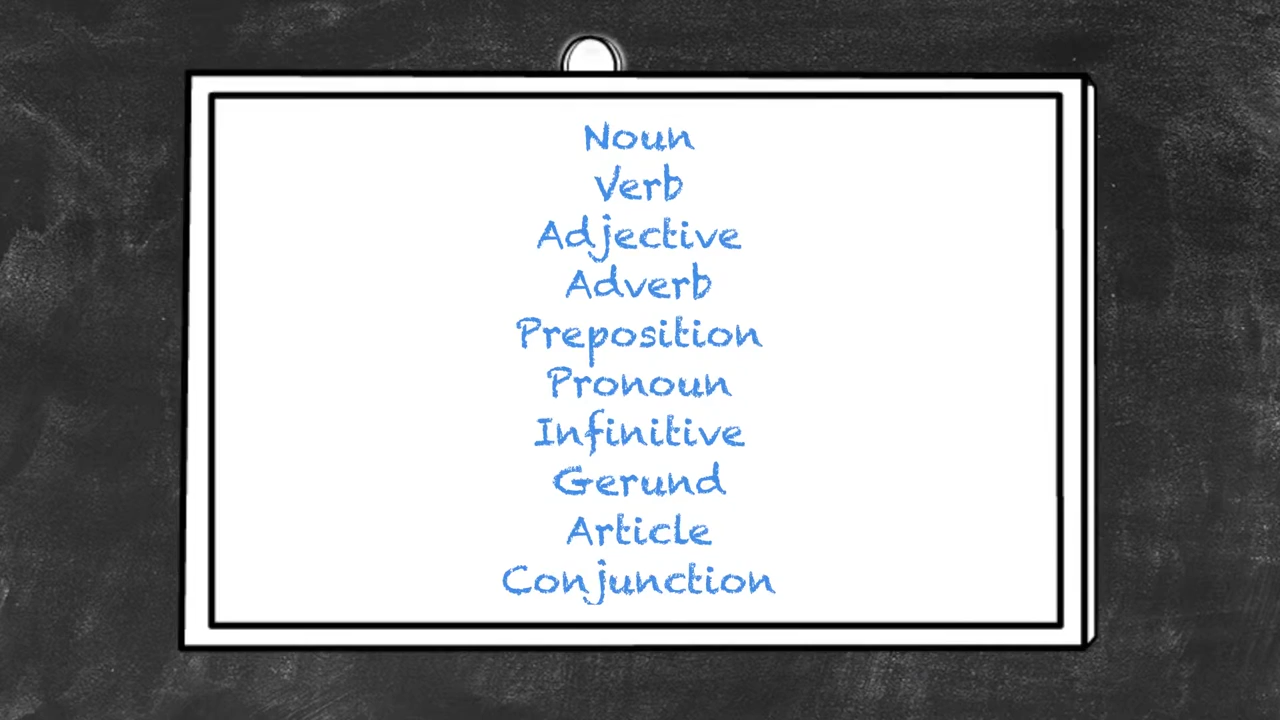 Noun
Verb
Adjective
Adverb
Preposition
Pronoun
Infinitive
Gerund
Article
Conjunction